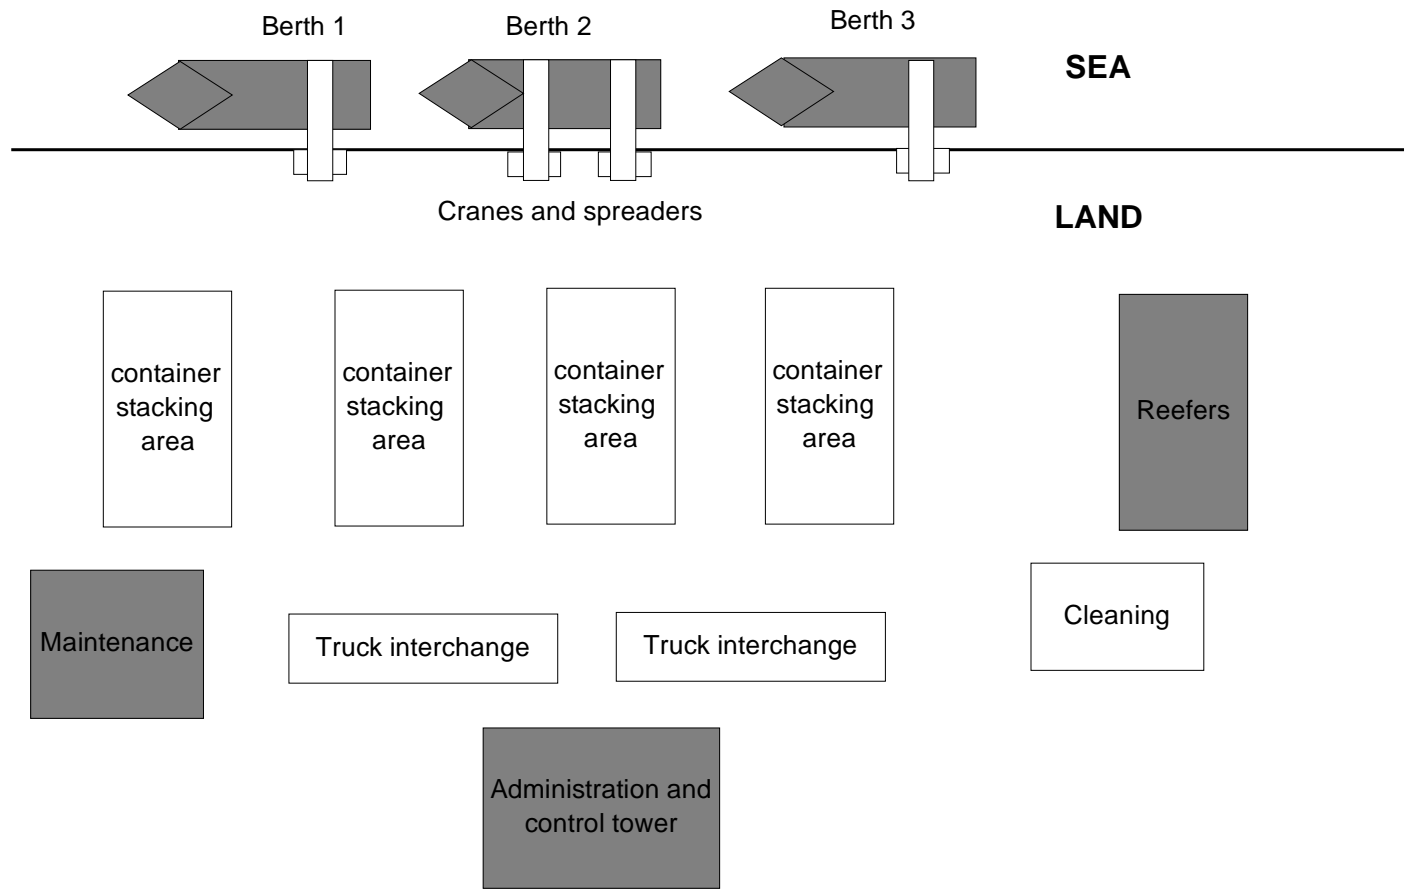 Berth 1
Berth 2
Berth 3
SEA
Cranes and spreaders
LAND
container
stacking
area
container
stacking
area
container
stacking
area
container
stacking
area
Reefers
Maintenance
Truck interchange
Truck interchange
Cleaning
Administration and
control tower